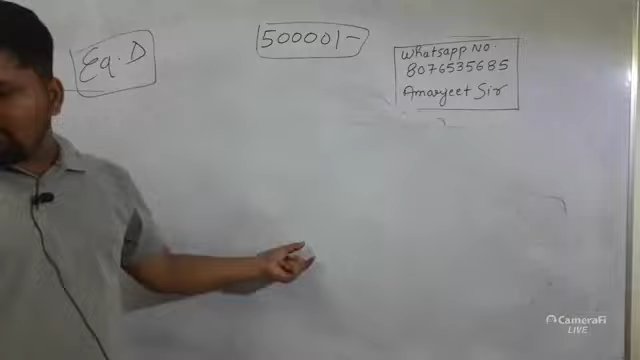 Eq. D
500001-
Whatsapp No.
8076535685
Amarjeet Sir
CameraFi
LIVE